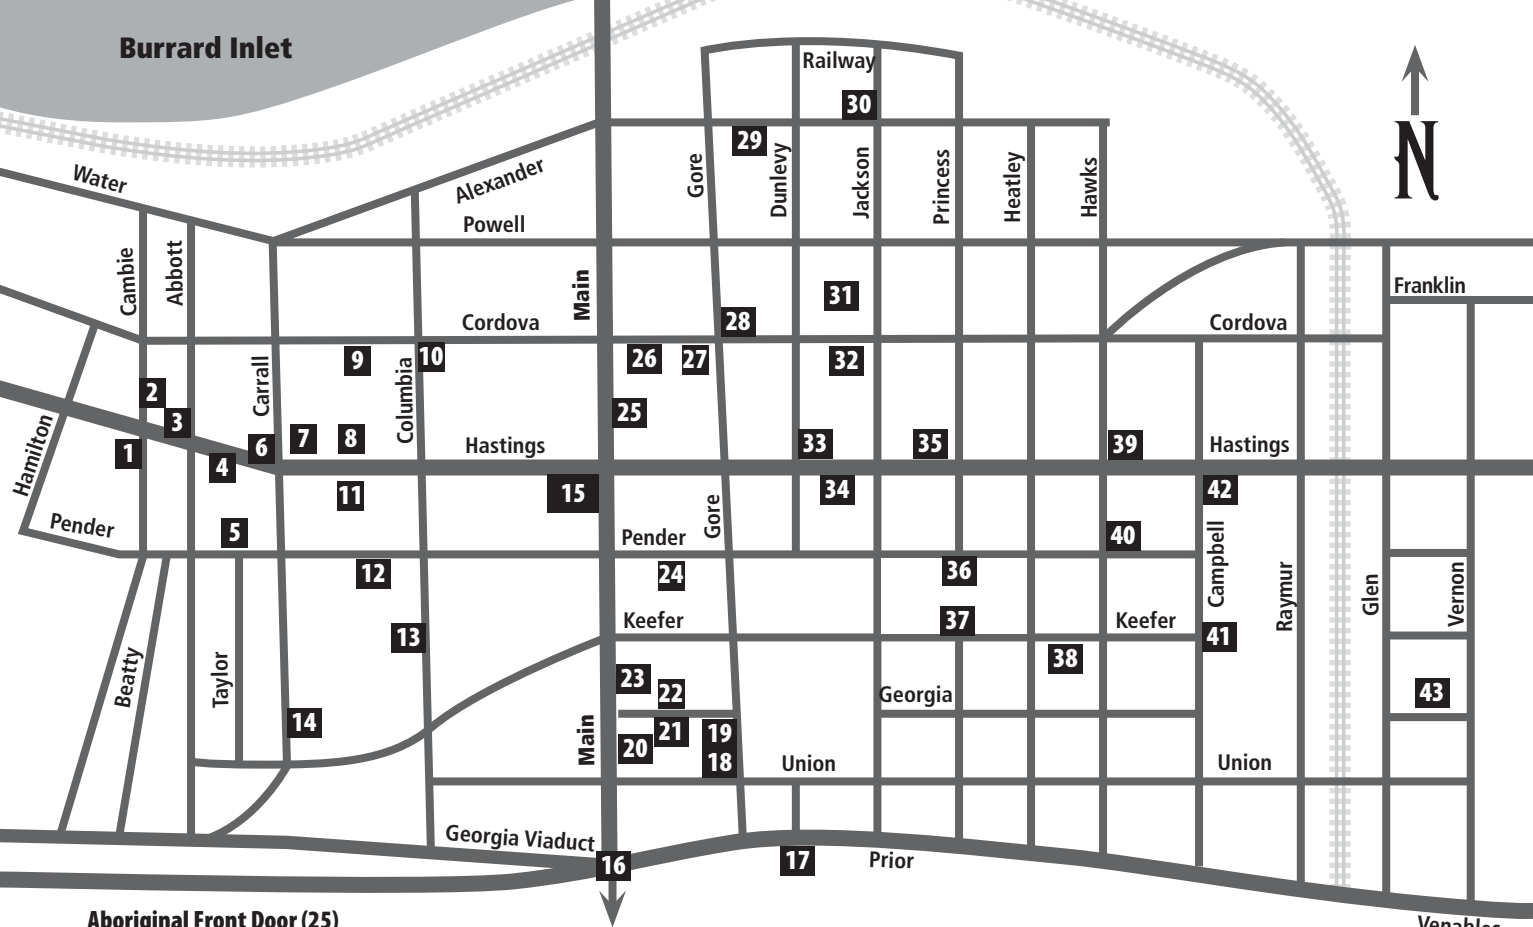 Burrard Inlet
Railway
30
N
29
Water
Alexander
Gore
Dunlevy
Jackson
Princess
Heatley
Hawks
Powell
Cambie
Abbott
Main
31
Franklin
28
Cordova
Cordova
9
10
26
27
32
Carrall
Columbia
2
3
25
1
6
7
8
Hastings
33
35
39
Hastings
4
Hamilton
11
15
34
42
Gore
Pender
5
Pender
40
12
24
36
Campbell
Raymur
Glen
Vernon
13
Keefer
37
Keefer
41
Beatty
Taylor
23
22
38
Georgia
43
14
Main
21
19
20
18
Union
Union
Georgia Viaduct
16
17
Prior
Aboriginal Front Door (25)
Venables